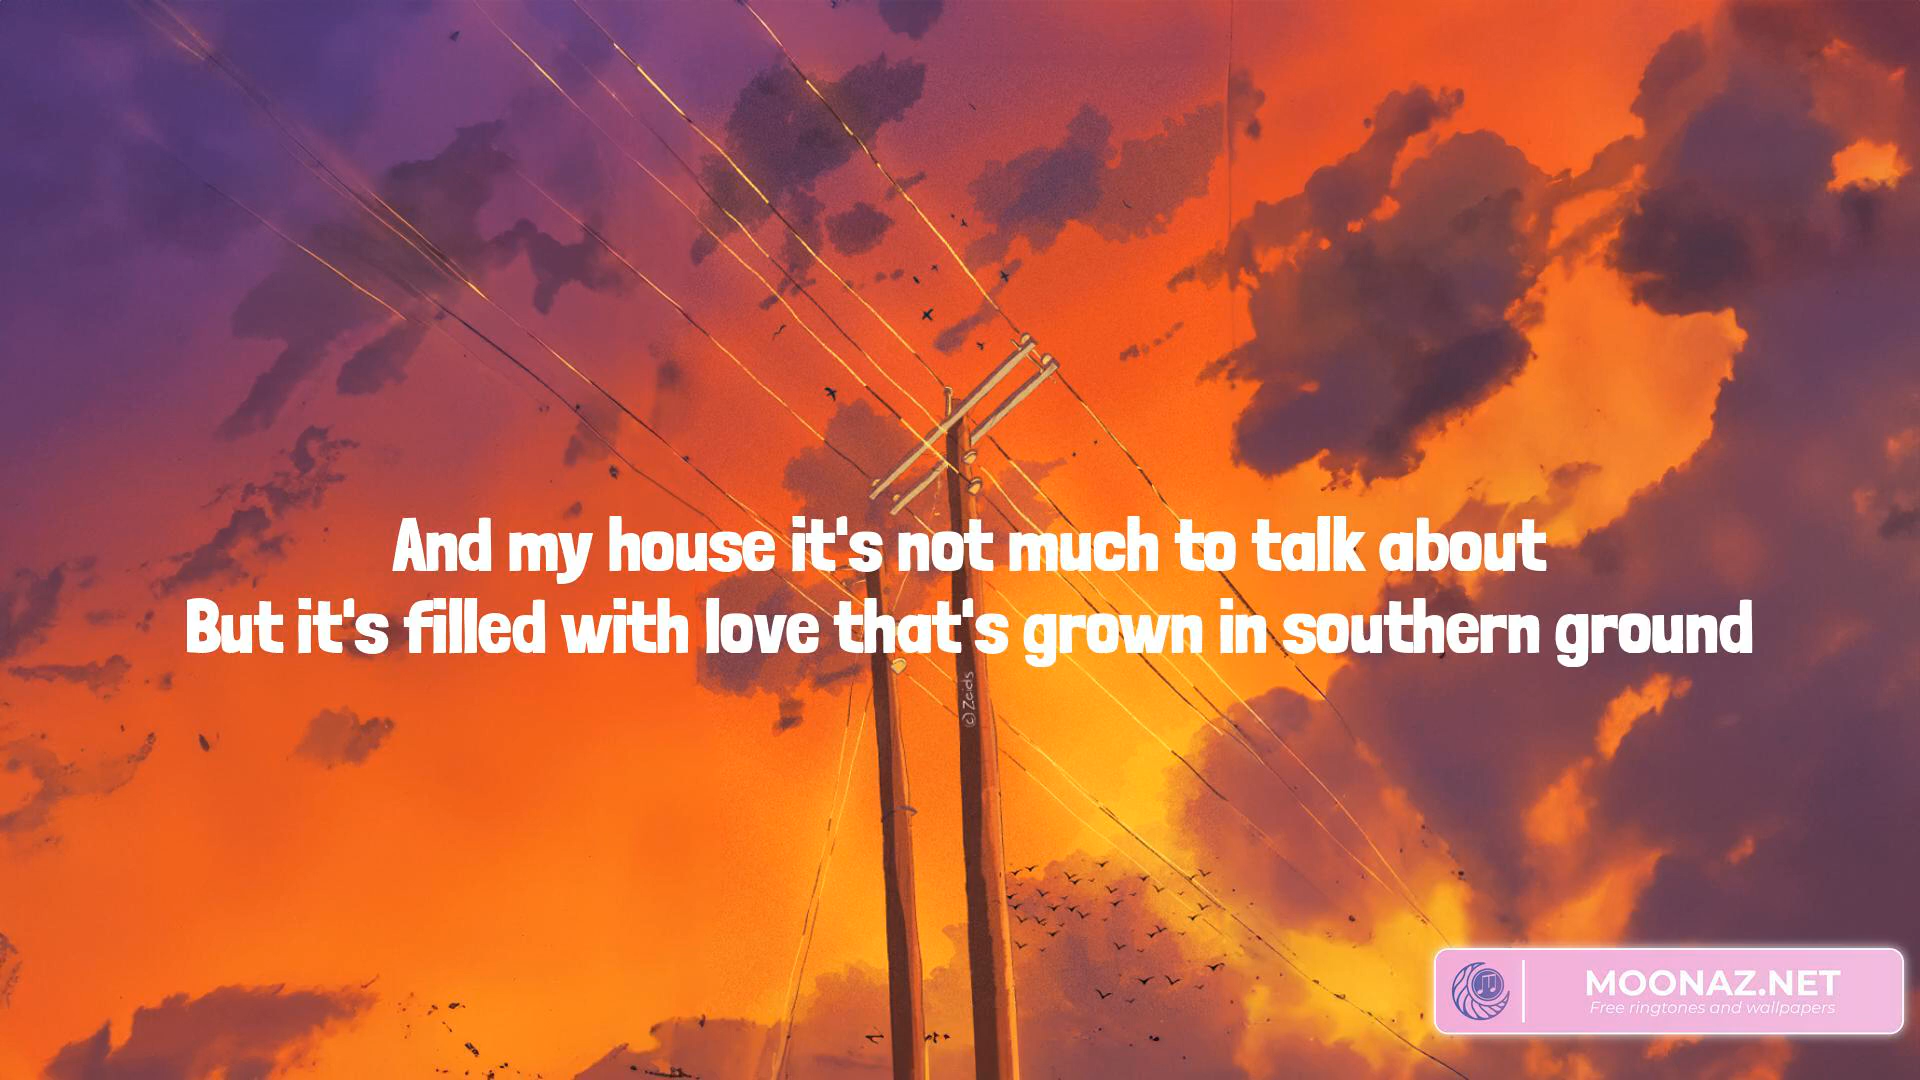 And my house it's not much to talk about
But it's filled with love that's grown in southern ground
(c) Zeids
MOONAZ.NET
Free ringtones and wallpapers